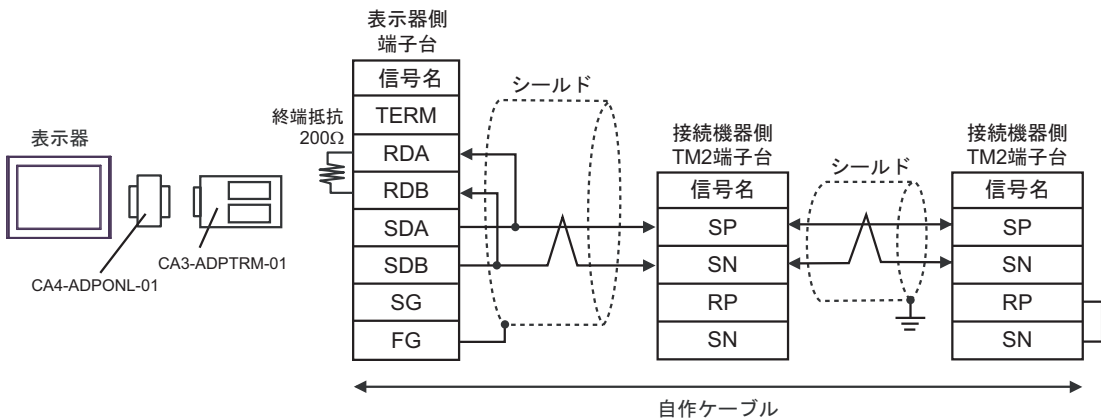 表示器
CA4-ADPONL-01
CA3-ADPTRM-01
終端抵抗
200Ω
表示器側
端子台
信号名
TERM
RDA
RDB
SDA
SDB
SG
FG
シールド
接続機器側
TM2端子台
信号名
SP
SN
RP
SN
シールド
接続機器側
TM2端子台
信号名
SP
SN
RP
SN
自作ケーブル